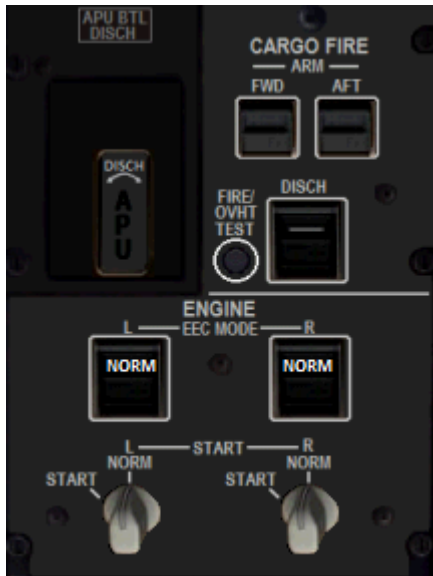 APU BTL
DISCH
CARGO FIRE
ARM
FWD
AFT
DISCH
APU
FIRE/
OVHT
TEST
DISCH
ENGINE
L EEC MODE R
NORM
NORM
L START R
NORM
NORM
START
START